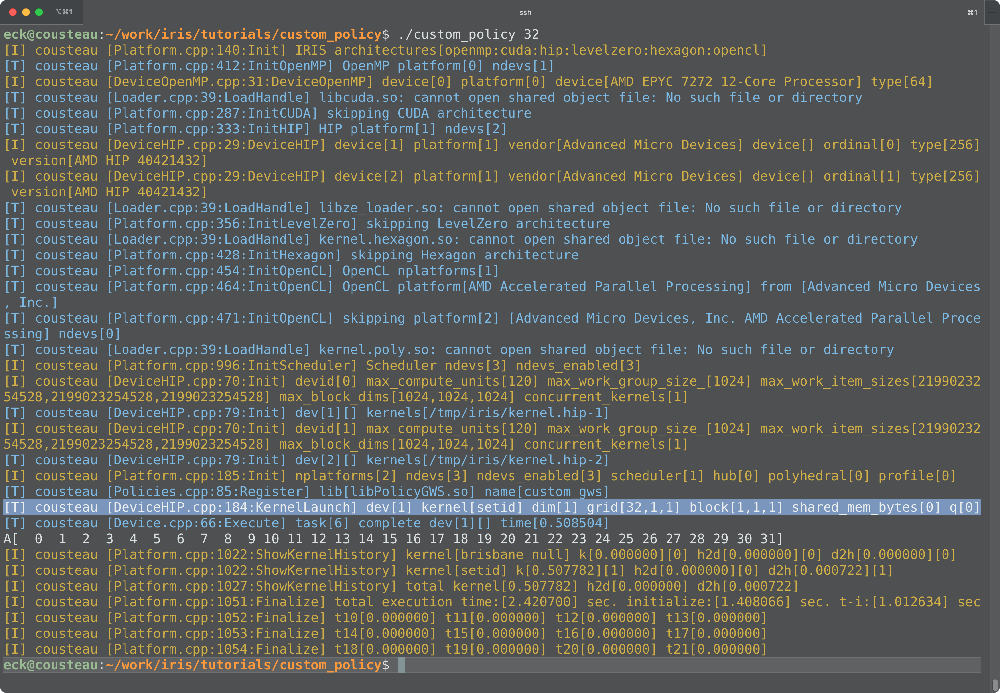 ⌥⌘1
ssh
⌘1
+
eck@cousteau:~/work/iris/tutorials/custom_policy$ ./custom_policy 32
[I] cousteau [Platform.cpp:140:Init] IRIS architectures[openmp:cuda:hip:levelzero:hexagon:opencl]
[T] cousteau [Platform.cpp:412:InitOpenMP] OpenMP platform[0] ndevs[1]
[I] cousteau [DeviceOpenMP.cpp:31:DeviceOpenMP] device[0] platform[0] device[AMD EPYC 7272 12-Core Processor] type[64]
[T] cousteau [Loader.cpp:39:LoadHandle] libcuda.so: cannot open shared object file: No such file or directory
[T] cousteau [Platform.cpp:287:InitCUDA] skipping CUDA architecture
[T] cousteau [Platform.cpp:333:InitHIP] HIP platform[1] ndevs[2]
[I] cousteau [DeviceHIP.cpp:29:DeviceHIP] device[1] platform[1] vendor[Advanced Micro Devices] device[] ordinal[0] type[256]
 version[AMD HIP 40421432]
[I] cousteau [DeviceHIP.cpp:29:DeviceHIP] device[2] platform[1] vendor[Advanced Micro Devices] device[] ordinal[1] type[256]
 version[AMD HIP 40421432]
[T] cousteau [Loader.cpp:39:LoadHandle] libze_loader.so: cannot open shared object file: No such file or directory
[T] cousteau [Platform.cpp:356:InitLevelZero] skipping LevelZero architecture
[T] cousteau [Loader.cpp:39:LoadHandle] kernel.hexagon.so: cannot open shared object file: No such file or directory
[T] cousteau [Platform.cpp:428:InitHexagon] skipping Hexagon architecture
[T] cousteau [Platform.cpp:454:InitOpenCL] OpenCL nplatforms[1]
[T] cousteau [Platform.cpp:464:InitOpenCL] OpenCL platform[AMD Accelerated Parallel Processing] from [Advanced Micro Devices
, Inc.]
[T] cousteau [Platform.cpp:471:InitOpenCL] skipping platform[2] [Advanced Micro Devices, Inc. AMD Accelerated Parallel Proce
ssing] ndevs[0]
[T] cousteau [Loader.cpp:39:LoadHandle] kernel.poly.so: cannot open shared object file: No such file or directory
[I] cousteau [Platform.cpp:996:InitScheduler] Scheduler ndevs[3] ndevs_enabled[3]
[I] cousteau [DeviceHIP.cpp:70:Init] devid[0] max_compute_units[120] max_work_group_size_[1024] max_work_item_sizes[21990232
54528,2199023254528,2199023254528] max_block_dims[1024,1024,1024] concurrent_kernels[1]
[T] cousteau [DeviceHIP.cpp:79:Init] dev[1][] kernels[/tmp/iris/kernel.hip-1]
[I] cousteau [DeviceHIP.cpp:70:Init] devid[1] max_compute_units[120] max_work_group_size_[1024] max_work_item_sizes[21990232
54528,2199023254528,2199023254528] max_block_dims[1024,1024,1024] concurrent_kernels[1]
[T] cousteau [DeviceHIP.cpp:79:Init] dev[2][] kernels[/tmp/iris/kernel.hip-2]
[I] cousteau [Platform.cpp:185:Init] nplatforms[2] ndevs[3] ndevs_enabled[3] scheduler[1] hub[0] polyhedral[0] profile[0]
[T] cousteau [Policies.cpp:85:Register] lib[libPolicyGWS.so] name[custom_gws]
[T] cousteau [DeviceHIP.cpp:184:KernelLaunch] dev[1] kernel[setid] dim[1] grid[32,1,1] block[1,1,1] shared_mem_bytes[0] q[0]
[T] cousteau [Device.cpp:66:Execute] task[6] complete dev[1][] time[0.508504]
A[  0  1  2  3  4  5  6  7  8  9 10 11 12 13 14 15 16 17 18 19 20 21 22 23 24 25 26 27 28 29 30 31]
[I] cousteau [Platform.cpp:1022:ShowKernelHistory] kernel[brisbane_null] k[0.000000][0] h2d[0.000000][0] d2h[0.000000][0]
[I] cousteau [Platform.cpp:1022:ShowKernelHistory] kernel[setid] k[0.507782][1] h2d[0.000000][0] d2h[0.000722][1]
[I] cousteau [Platform.cpp:1027:ShowKernelHistory] total kernel[0.507782] h2d[0.000000] d2h[0.000722]
[I] cousteau [Platform.cpp:1051:Finalize] total execution time:[2.420700] sec. initialize:[1.408066] sec. t-i:[1.012634] sec
[I] cousteau [Platform.cpp:1052:Finalize] t10[0.000000] t11[0.000000] t12[0.000000] t13[0.000000]
[I] cousteau [Platform.cpp:1053:Finalize] t14[0.000000] t15[0.000000] t16[0.000000] t17[0.000000]
[I] cousteau [Platform.cpp:1054:Finalize] t18[0.000000] t19[0.000000] t20[0.000000] t21[0.000000]
eck@cousteau:~/work/iris/tutorials/custom_policy$